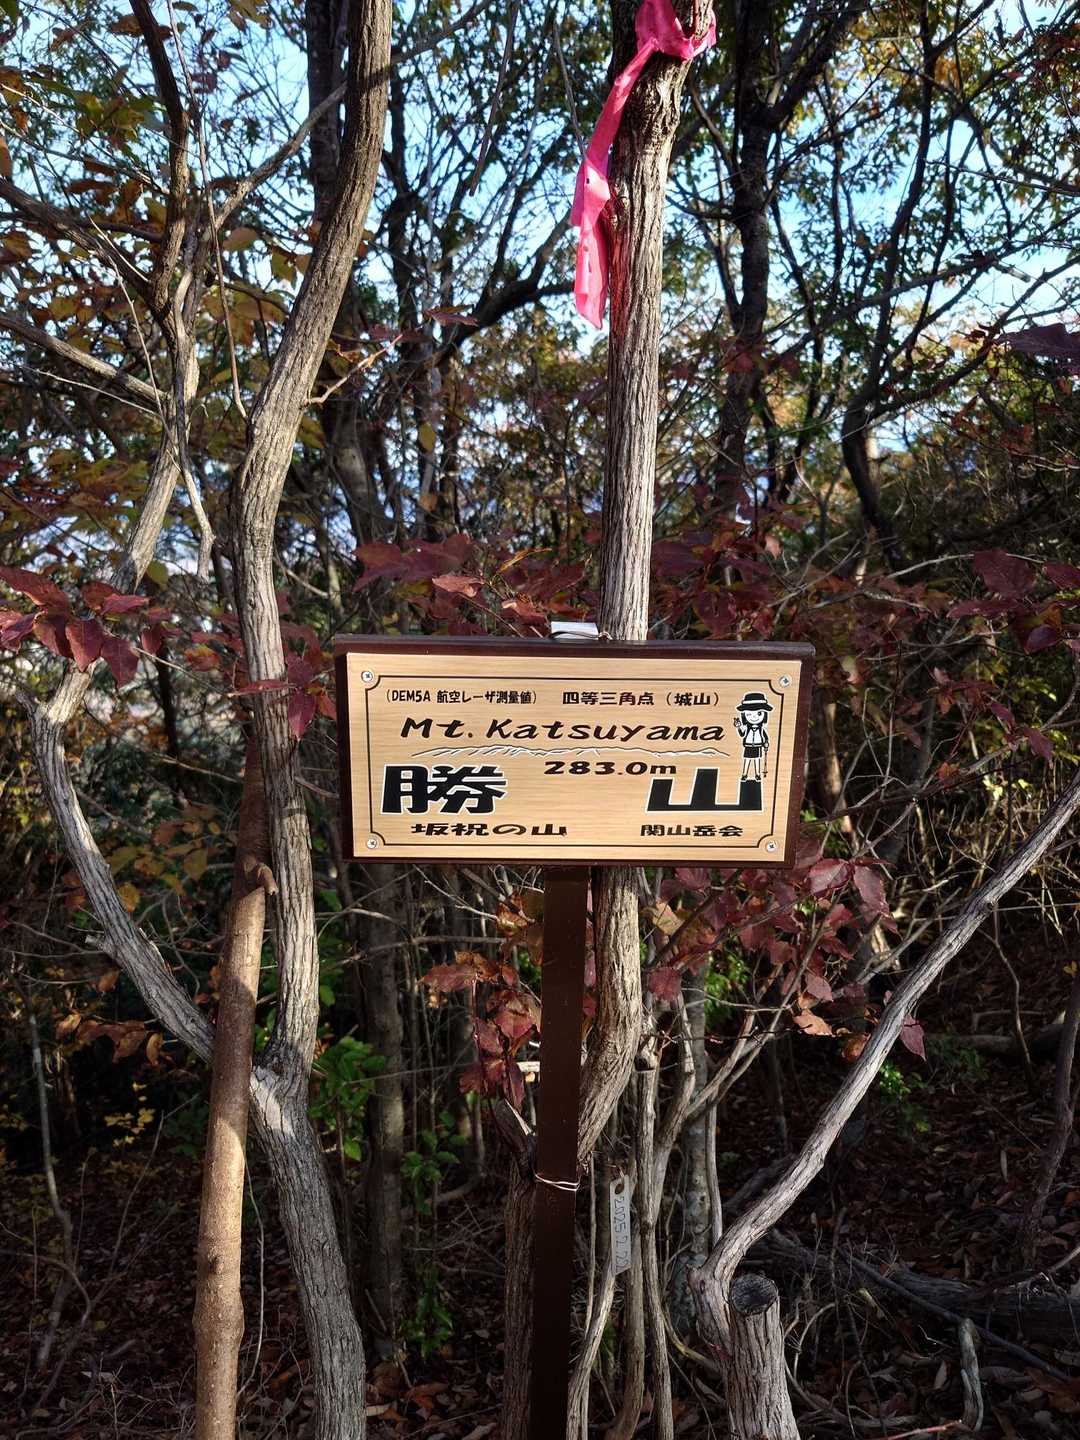 （DEM5A 航空レーザ測量値） 四等三角点（城山）
Mt. Katsuyama
283.0m
勝 山
坂祝の山 関山岳会